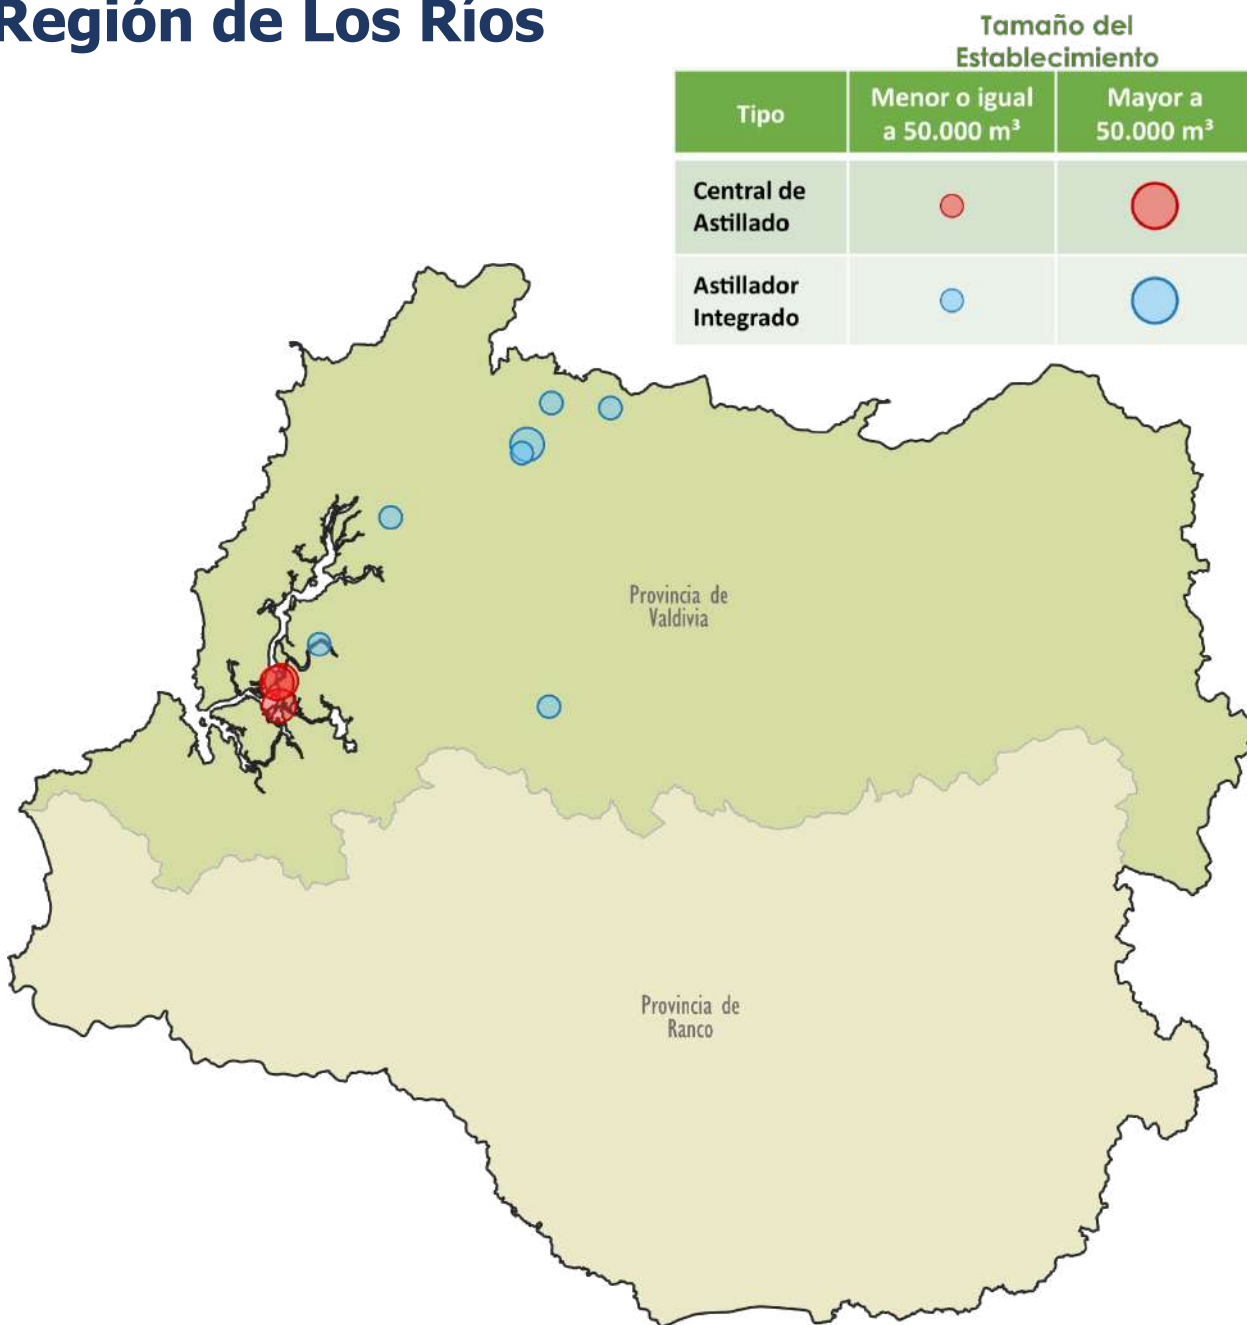 Región de Los Ríos
Tamaño del
Establecimiento
Tipo
Menor o igual
a 50.000 m³
Mayor a
50.000 m³
Central de
Astillado
Astillador
Integrado
Provincia de
Valdivia
Provincia de
Ranco